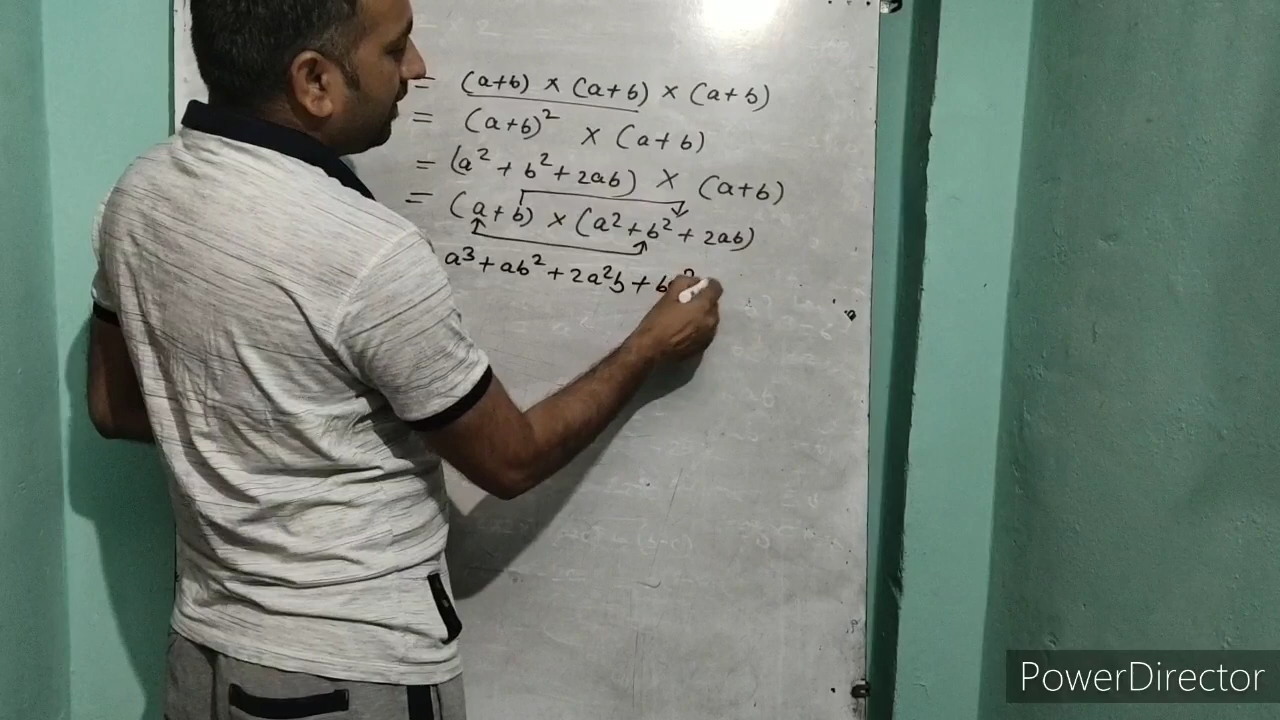 = (a+b) × (a+b) × (a+b)
= (a+b)² × (a+b)
= (a² + b² + 2ab) × (a+b)
= (a+b) × (a² + b² + 2ab)
a³ + ab² + 2a²b + b
PowerDirector